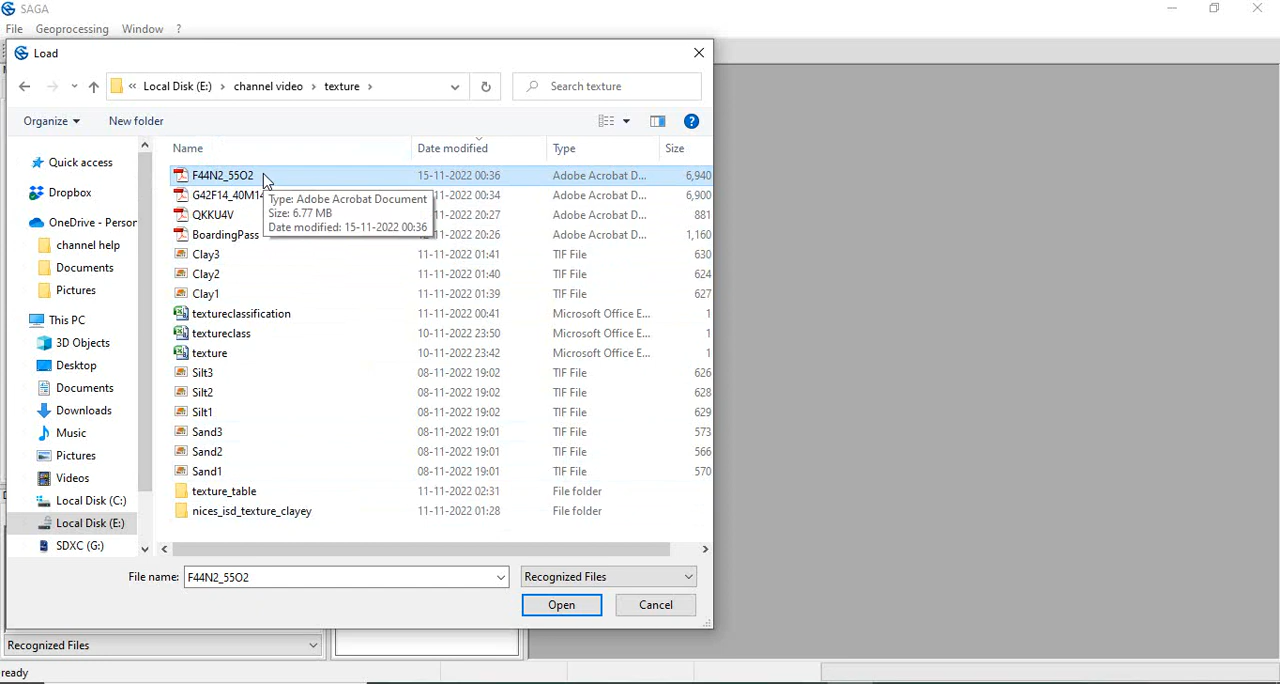 SAGA
File Geoprocessing Window ?
Load
« Local Disk (E:) › channel video › texture ›
Search texture
Organize
New folder
?
Name Date modified Type Size
F44N2_55O2 15-11-2022 00:36 Adobe Acrobat D... 6,940
G42F14_40M14 15-11-2022 00:34 Adobe Acrobat D... 6,900
QKKU4V 20:27 Adobe Acrobat D... 881
BoardingPass 20:26 Adobe Acrobat D... 1,160
Type: Adobe Acrobat Document
Size: 6.77 MB
Date modified: 15-11-2022 00:36
Clay3 11-11-2022 01:41 TIF File 630
Clay2 11-11-2022 01:40 TIF File 624
Clay1 11-11-2022 01:39 TIF File 627
textureclassification 11-11-2022 00:41 Microsoft Office E... 1
textureclass 10-11-2022 23:50 Microsoft Office E... 1
texture 10-11-2022 23:42 Microsoft Office E... 1
Silt3 08-11-2022 19:02 TIF File 626
Silt2 08-11-2022 19:02 TIF File 628
Silt1 08-11-2022 19:02 TIF File 629
Sand3 08-11-2022 19:01 TIF File 573
Sand2 08-11-2022 19:01 TIF File 566
Sand1 08-11-2022 19:01 TIF File 570
texture_table 11-11-2022 02:31 File folder
nices_isd_texture_clayey 11-11-2022 01:28 File folder
Quick access
Dropbox
OneDrive - Person
channel help
Documents
Pictures
This PC
3D Objects
Desktop
Documents
Downloads
Music
Pictures
Videos
Local Disk (C:)
Local Disk (E:)
SDXC (G:)
File name: F44N2_55O2
Recognized Files
Open
Cancel
Recognized Files
ready